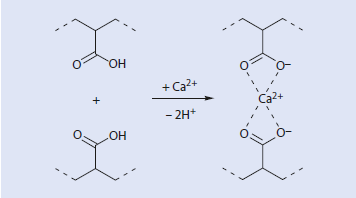 O OH
+
O OH
+ Ca²⁺
– 2H⁺
O O–
Ca²⁺
O O–